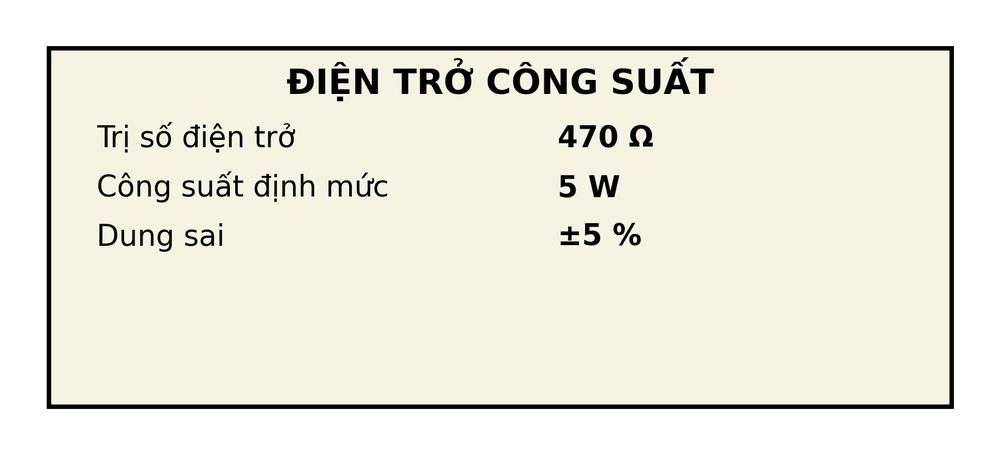 ĐIỆN TRỞ CÔNG SUẤT
Trị số điện trở 470 Ω
Công suất định mức 5 W
Dung sai ±5 %